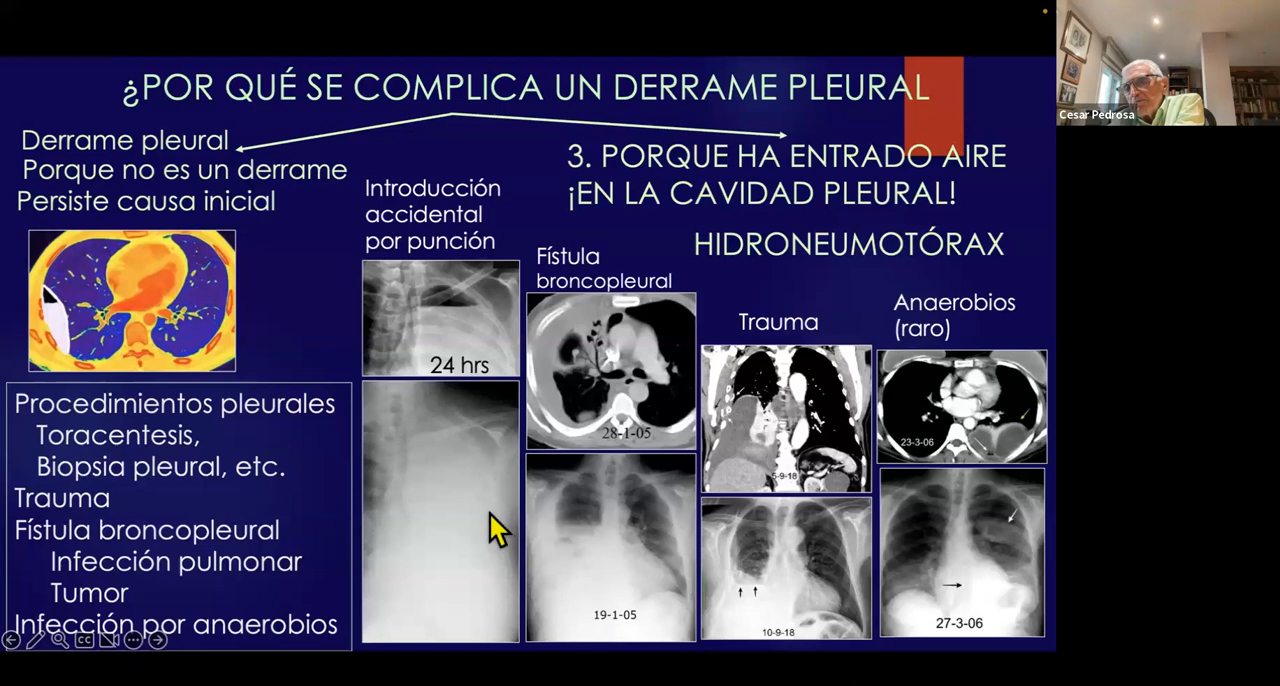 ¿POR QUÉ SE COMPLICA UN DERRAME PLEURAL
Derrame pleural
Porque no es un derrame
Persiste causa inicial
3. PORQUE HA ENTRADO AIRE
¡EN LA CAVIDAD PLEURAL!
HIDRONEUMOTÓRAX
Introducción
accidental
por punción
24 hrs
Fístula
broncopleural
28-1-05
19-1-05
Trauma
5-9-18
10-9-18
Anaerobios
(raro)
23-3-06
27-3-06
Procedimientos pleurales
Toracentesis,
Biopsia pleural, etc.
Trauma
Fístula broncopleural
Infección pulmonar
Tumor
Infección por anaerobios
CC
Cesar Pedrosa